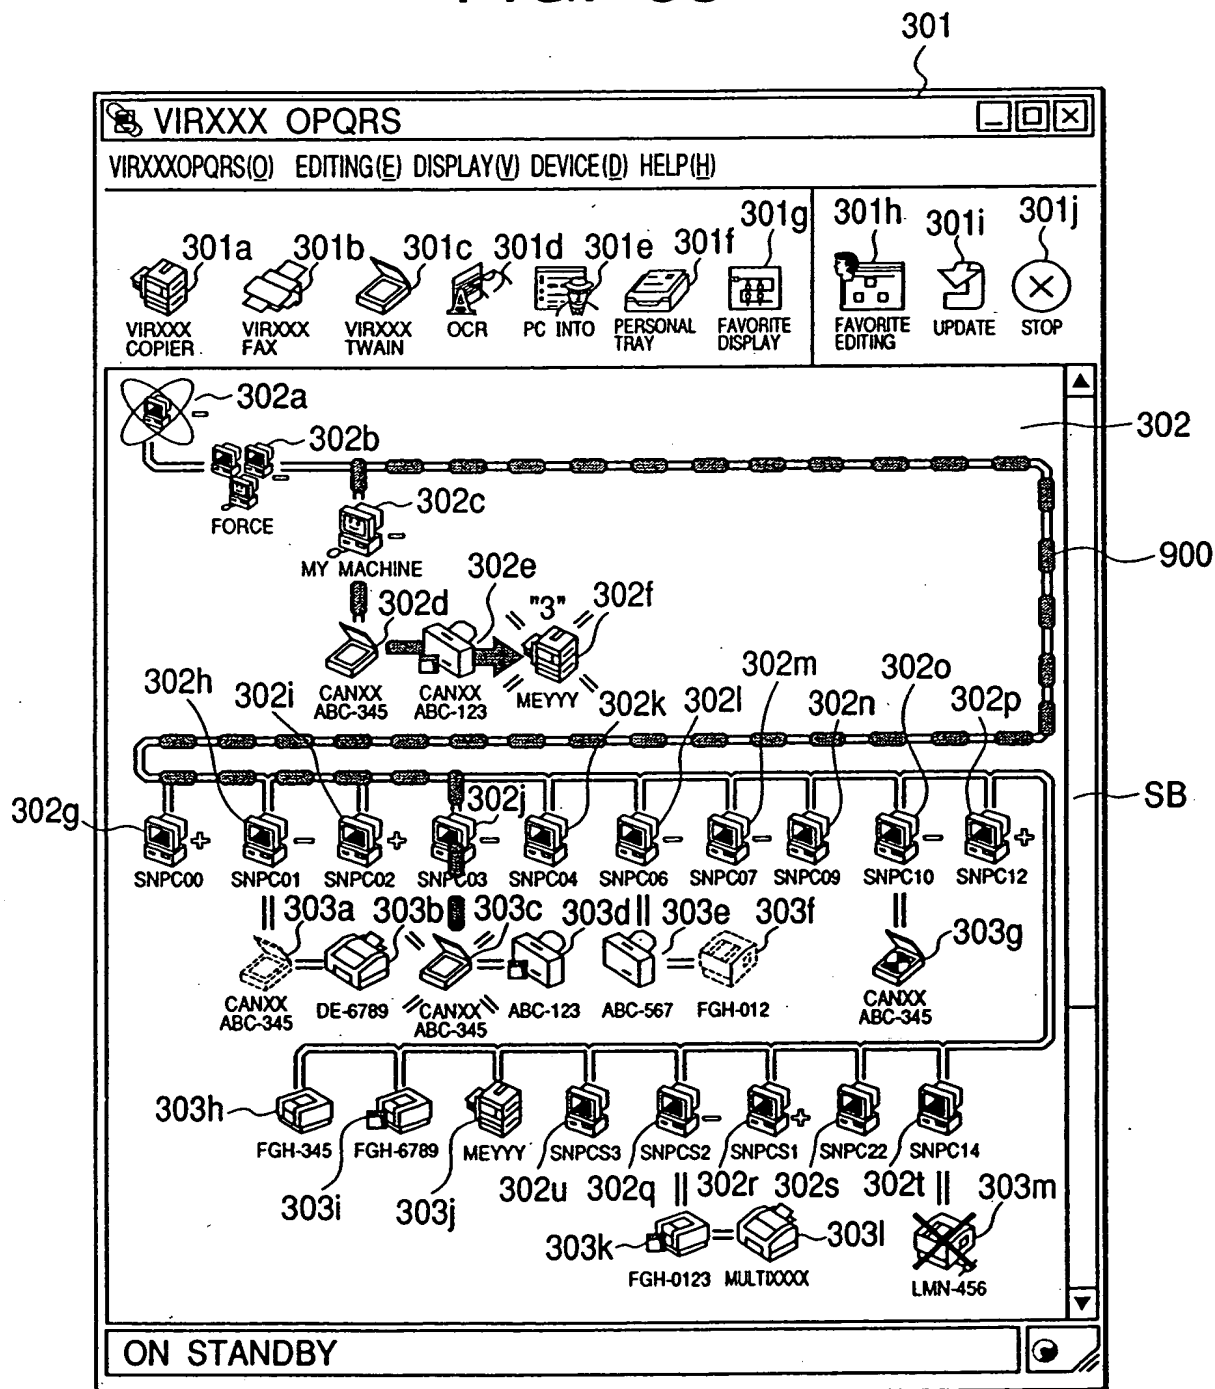 301
VIRXXX OPQRS
VIRXXXOPQRS(O) EDITING(E) DISPLAY(V) DEVICE(D) HELP(H)
301a 301b 301c 301d 301e 301f 301g 301h 301i 301j
VIRXXX COPIER
VIRXXX FAX
VIRXXX TWAIN
OCR
PC INTO
PERSONAL TRAY
FAVORITE DISPLAY
FAVORITE EDITING
UPDATE
STOP
302a
302
302b
FORCE
302c
900
MY MACHINE
302e
302d
"3"
302f
CANXX ABC-345
CANXX ABC-123
MEYYY
302h 302i 302k 302l 302m 302n 302o 302p
302g
302j
SB
SNPC00 SNPC01 SNPC02 SNPC03 SNPC04 SNPC06 SNPC07 SNPC09 SNPC10 SNPC12
303a 303b 303c 303d 303e 303f 303g
CANXX ABC-345
DE-6789
CANXX ABC-345
ABC-123
ABC-567
FGH-012
CANXX ABC-345
303h
FGH-345 FGH-6789 MEYYY SNPCS3 SNPCS2 SNPCS1 SNPC22 SNPC14
303i 303j 302u 302q 302r 302s 302t 303m
303k 303l
FGH-0123 MULTIXXXX
LMN-456
ON STANDBY